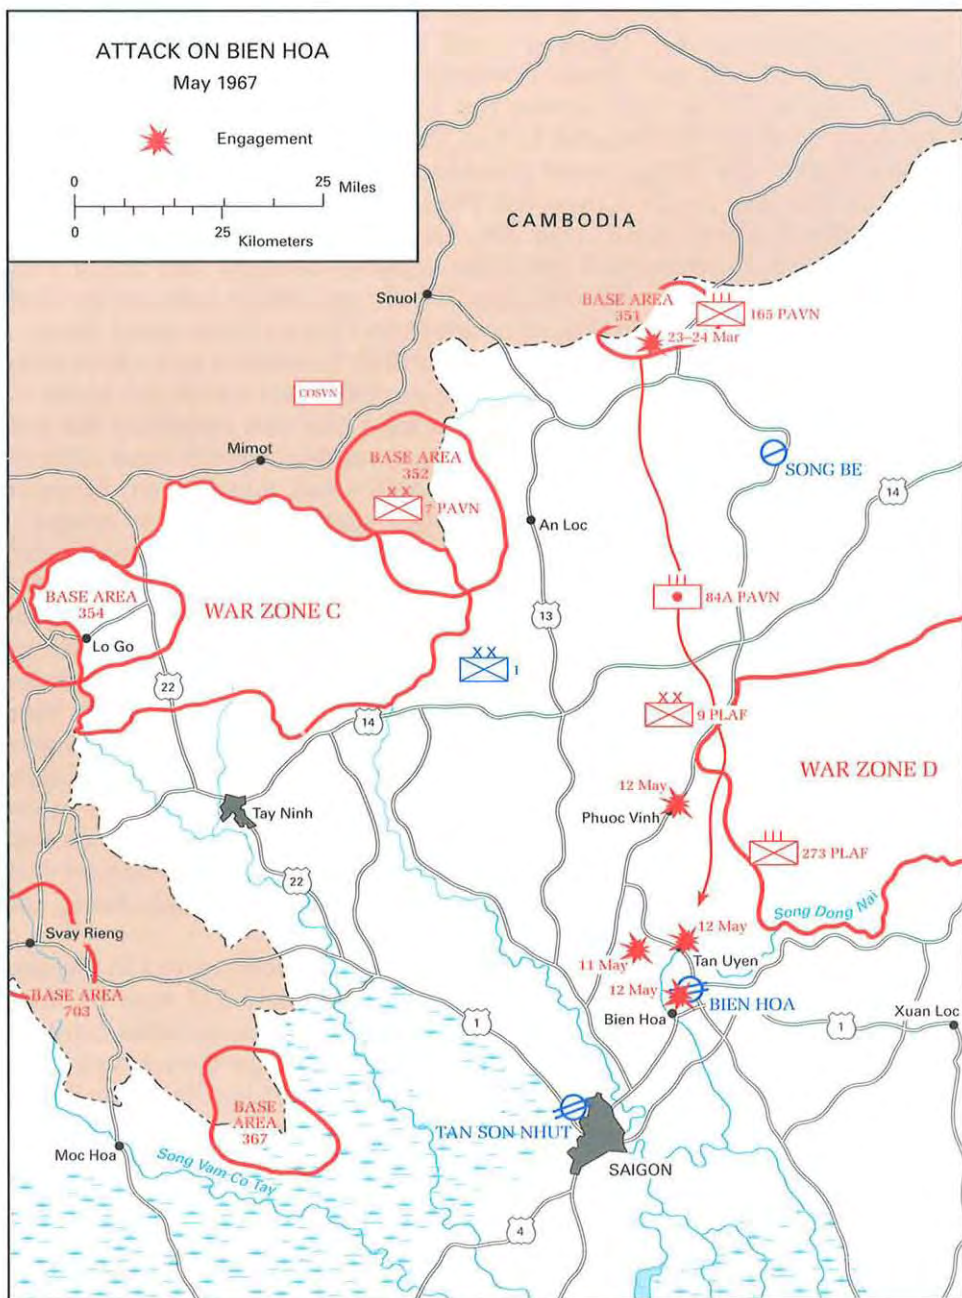 ATTACK ON BIEN HOA
May 1967
Engagement
0 25 Miles
0 25 Kilometers
CAMBODIA
Snuol
BASE AREA
351
165 PAVN
23–24 Mar
COSVN
Mimot
BASE AREA
352
7 PAVN
SONG BE
14
An Loc
BASE AREA
354
Lo Go
WAR ZONE C
84A PAVN
13
1
22
14
9 PLAF
WAR ZONE D
12 May
Phuoc Vinh
Tay Ninh
273 PLAF
22
Song Dong Nai
Svay Rieng
12 May
11 May
Tan Uyen
12 May
BASE AREA
703
BIEN HOA
Bien Hoa
1
1
Xuan Loc
BASE
AREA
367
TAN SON NHUT
Moc Hoa
Song Vam Co Tay
SAIGON
4